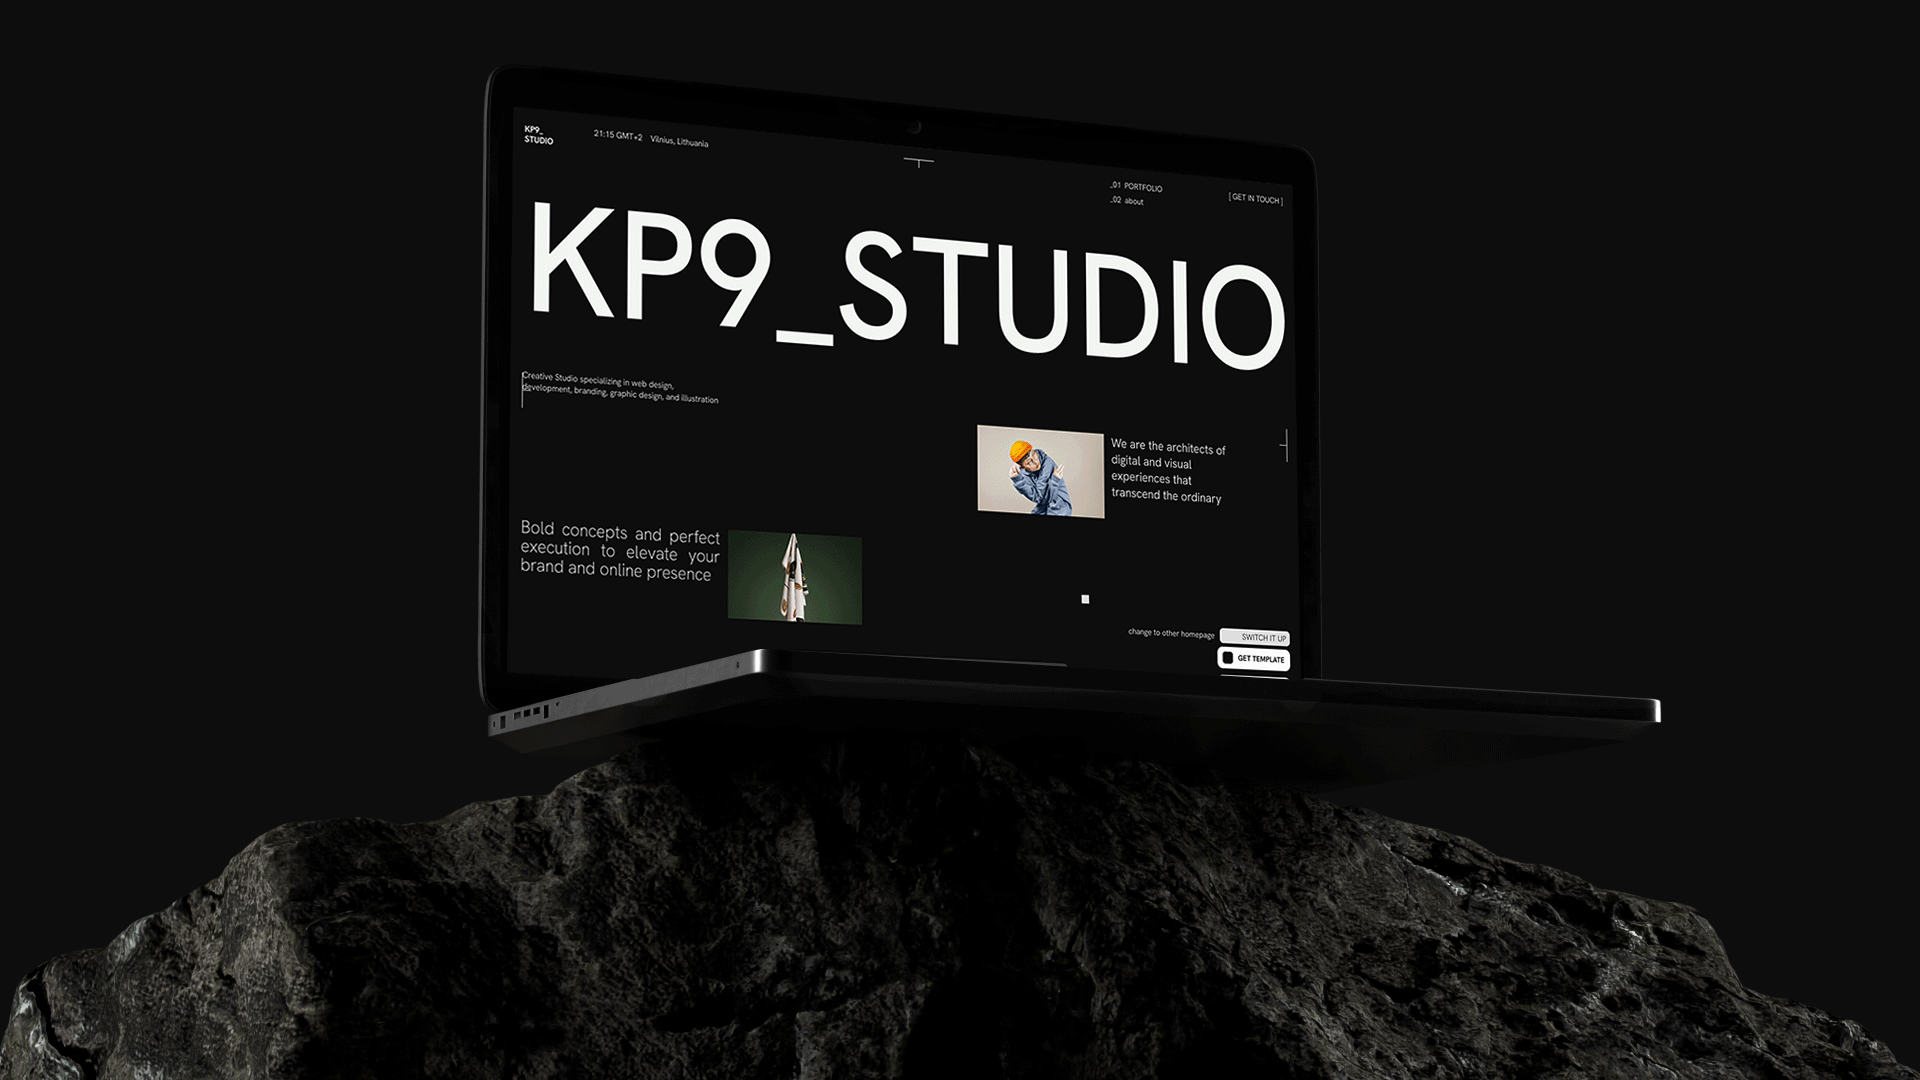 KP9_
STUDIO
21:15 GMT+2 Vilnius, Lithuania
_01 PORTFOLIO
_02 about
[ GET IN TOUCH ]
KP9_STUDIO
Creative Studio specializing in web design,
development, branding, graphic design, and illustration
We are the architects of
digital and visual
experiences that
transcend the ordinary
Bold concepts and perfect
execution to elevate your
brand and online presence
change to other homepage
SWITCH IT UP
GET TEMPLATE